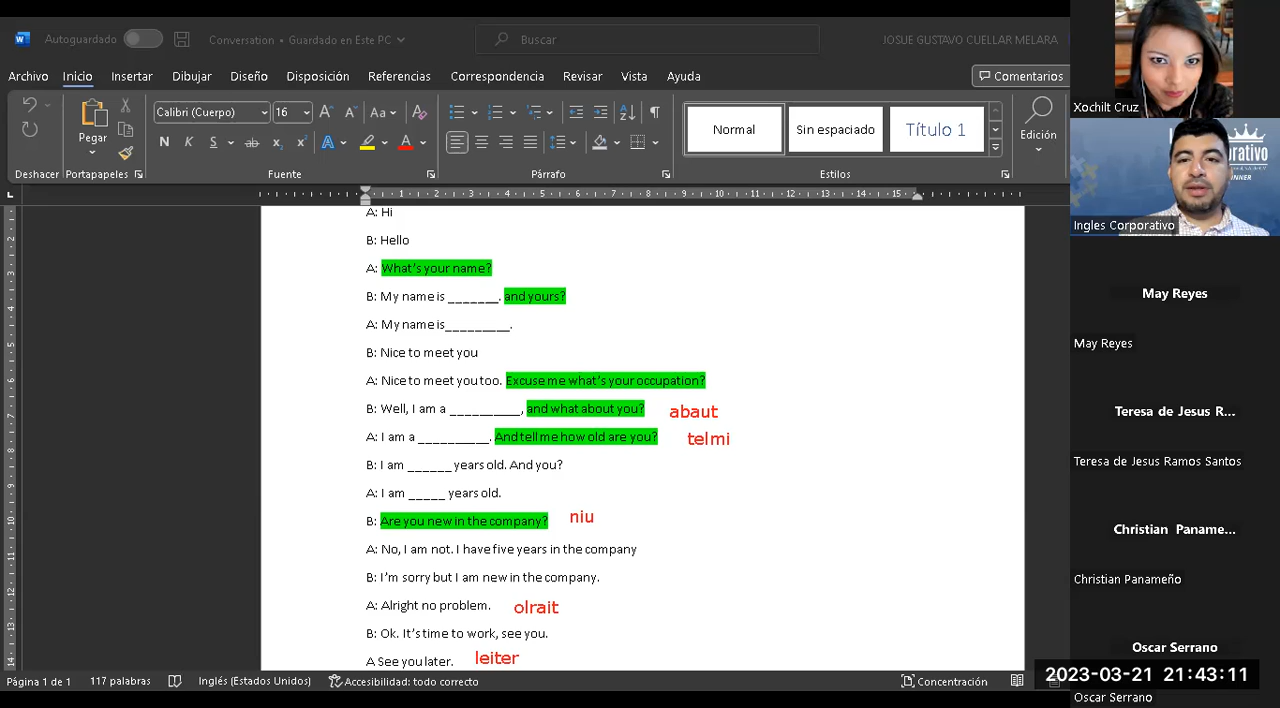 Autoguardado
Conversation • Guardado en Este PC
Buscar
JOSUE GUSTAVO CUELLAR MELARA
Archivo Inicio Insertar Dibujar Diseño Disposición Referencias Correspondencia Revisar Vista Ayuda Comentarios
Pegar
Calibri (Cuerpo) 16
Normal Sin espaciado Título 1
Edición
Deshacer Portapapeles Fuente Párrafo Estilos
A: Hi
B: Hello
A: What's your name?
B: My name is _______. and yours?
A: My name is_________.
B: Nice to meet you
A: Nice to meet you too. Excuse me what's your occupation?
B: Well, I am a __________, and what about you? abaut
A: I am a __________. And tell me how old are you? telmi
B: I am ______ years old. And you?
A: I am _____ years old.
B: Are you new in the company? niu
A: No, I am not. I have five years in the company
B: I'm sorry but I am new in the company.
A: Alright no problem. olrait
B: Ok. It's time to work, see you.
A See you later. leiter
Página 1 de 1 117 palabras Inglés (Estados Unidos) Accesibilidad: todo correcto Concentración
Xochilt Cruz
Ingles Corporativo
May Reyes
May Reyes
Teresa de Jesus R...
Teresa de Jesus Ramos Santos
Christian Paname...
Christian Panameño
Oscar Serrano
2023-03-21 21:43:11
Oscar Serrano